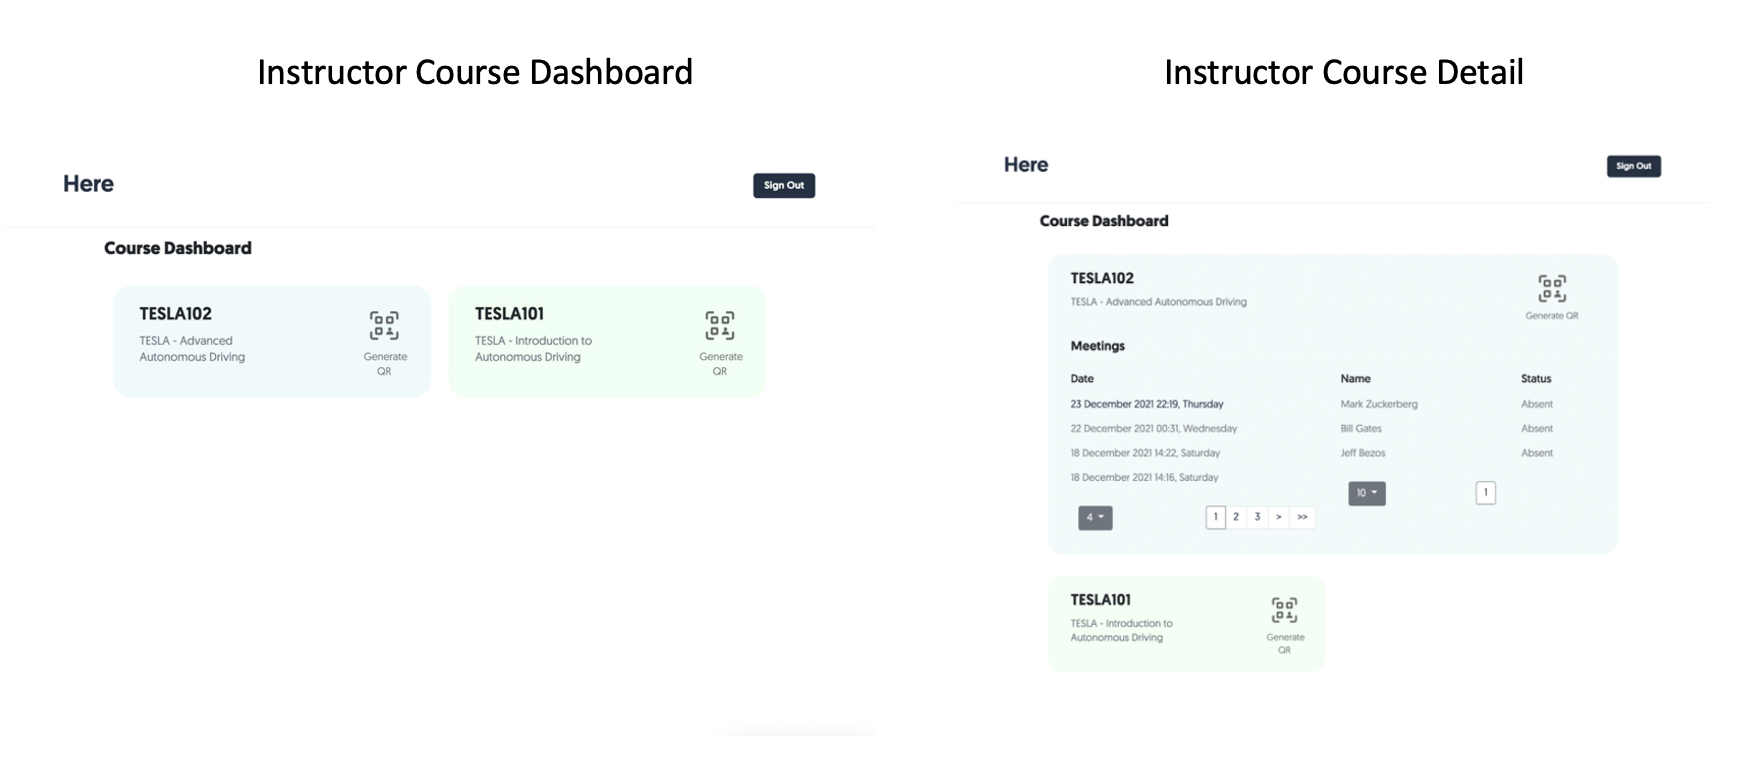 Instructor Course Dashboard
Here
Sign Out
Course Dashboard
TESLA102
TESLA - Advanced
Autonomous Driving
Generate
QR
TESLA101
TESLA - Introduction to
Autonomous Driving
Generate
QR
Instructor Course Detail
Here
Sign Out
Course Dashboard
TESLA102
TESLA - Advanced Autonomous Driving
Generate QR
Meetings
Date Name Status
23 December 2021 22:19, Thursday Mark Zuckerberg Absent
22 December 2021 00:31, Wednesday Bill Gates Absent
18 December 2021 14:22, Saturday Jeff Bezos Absent
18 December 2021 14:16, Saturday
10 1
4 1 2 3 > >>
TESLA101
TESLA - Introduction to
Autonomous Driving
Generate
QR